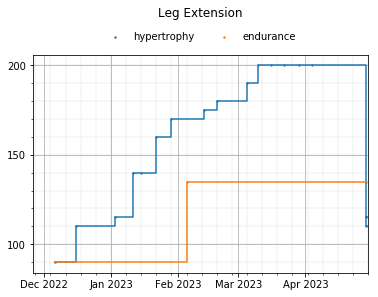 Leg Extension
hypertrophy endurance
200
150
100
Dec 2022 Jan 2023 Feb 2023 Mar 2023 Apr 2023